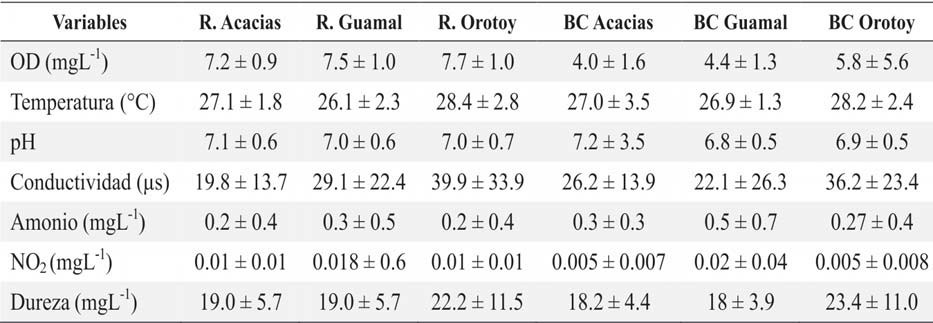 Variables R. Acacias R. Guamal R. Orotoy BC Acacias BC Guamal BC Orotoy
OD (mgL-1) 7.2 ± 0.9 7.5 ± 1.0 7.7 ± 1.0 4.0 ± 1.6 4.4 ± 1.3 5.8 ± 5.6
Temperatura (°C) 27.1 ± 1.8 26.1 ± 2.3 28.4 ± 2.8 27.0 ± 3.5 26.9 ± 1.3 28.2 ± 2.4
pH 7.1 ± 0.6 7.0 ± 0.6 7.0 ± 0.7 7.2 ± 3.5 6.8 ± 0.5 6.9 ± 0.5
Conductividad (µs) 19.8 ± 13.7 29.1 ± 22.4 39.9 ± 33.9 26.2 ± 13.9 22.1 ± 26.3 36.2 ± 23.4
Amonio (mgL-1) 0.2 ± 0.4 0.3 ± 0.5 0.2 ± 0.4 0.3 ± 0.3 0.5 ± 0.7 0.27 ± 0.4
NO2 (mgL-1) 0.01 ± 0.01 0.018 ± 0.6 0.01 ± 0.01 0.005 ± 0.007 0.02 ± 0.04 0.005 ± 0.008
Dureza (mgL-1) 19.0 ± 5.7 19.0 ± 5.7 22.2 ± 11.5 18.2 ± 4.4 18 ± 3.9 23.4 ± 11.0